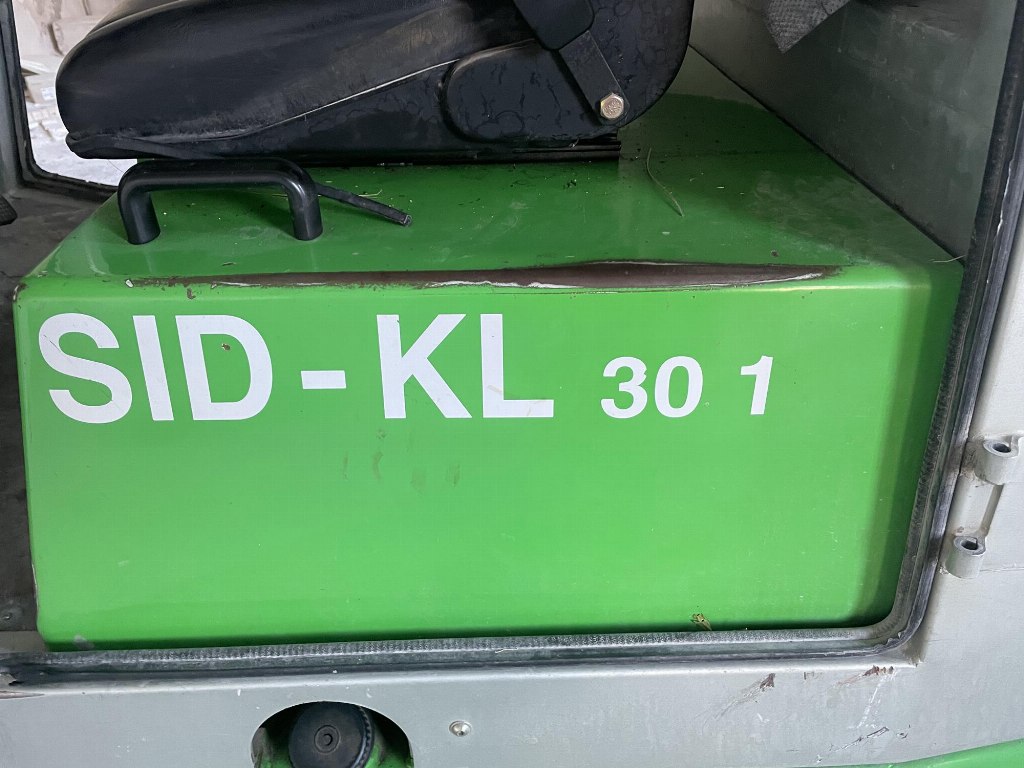 SID - KL 30 1